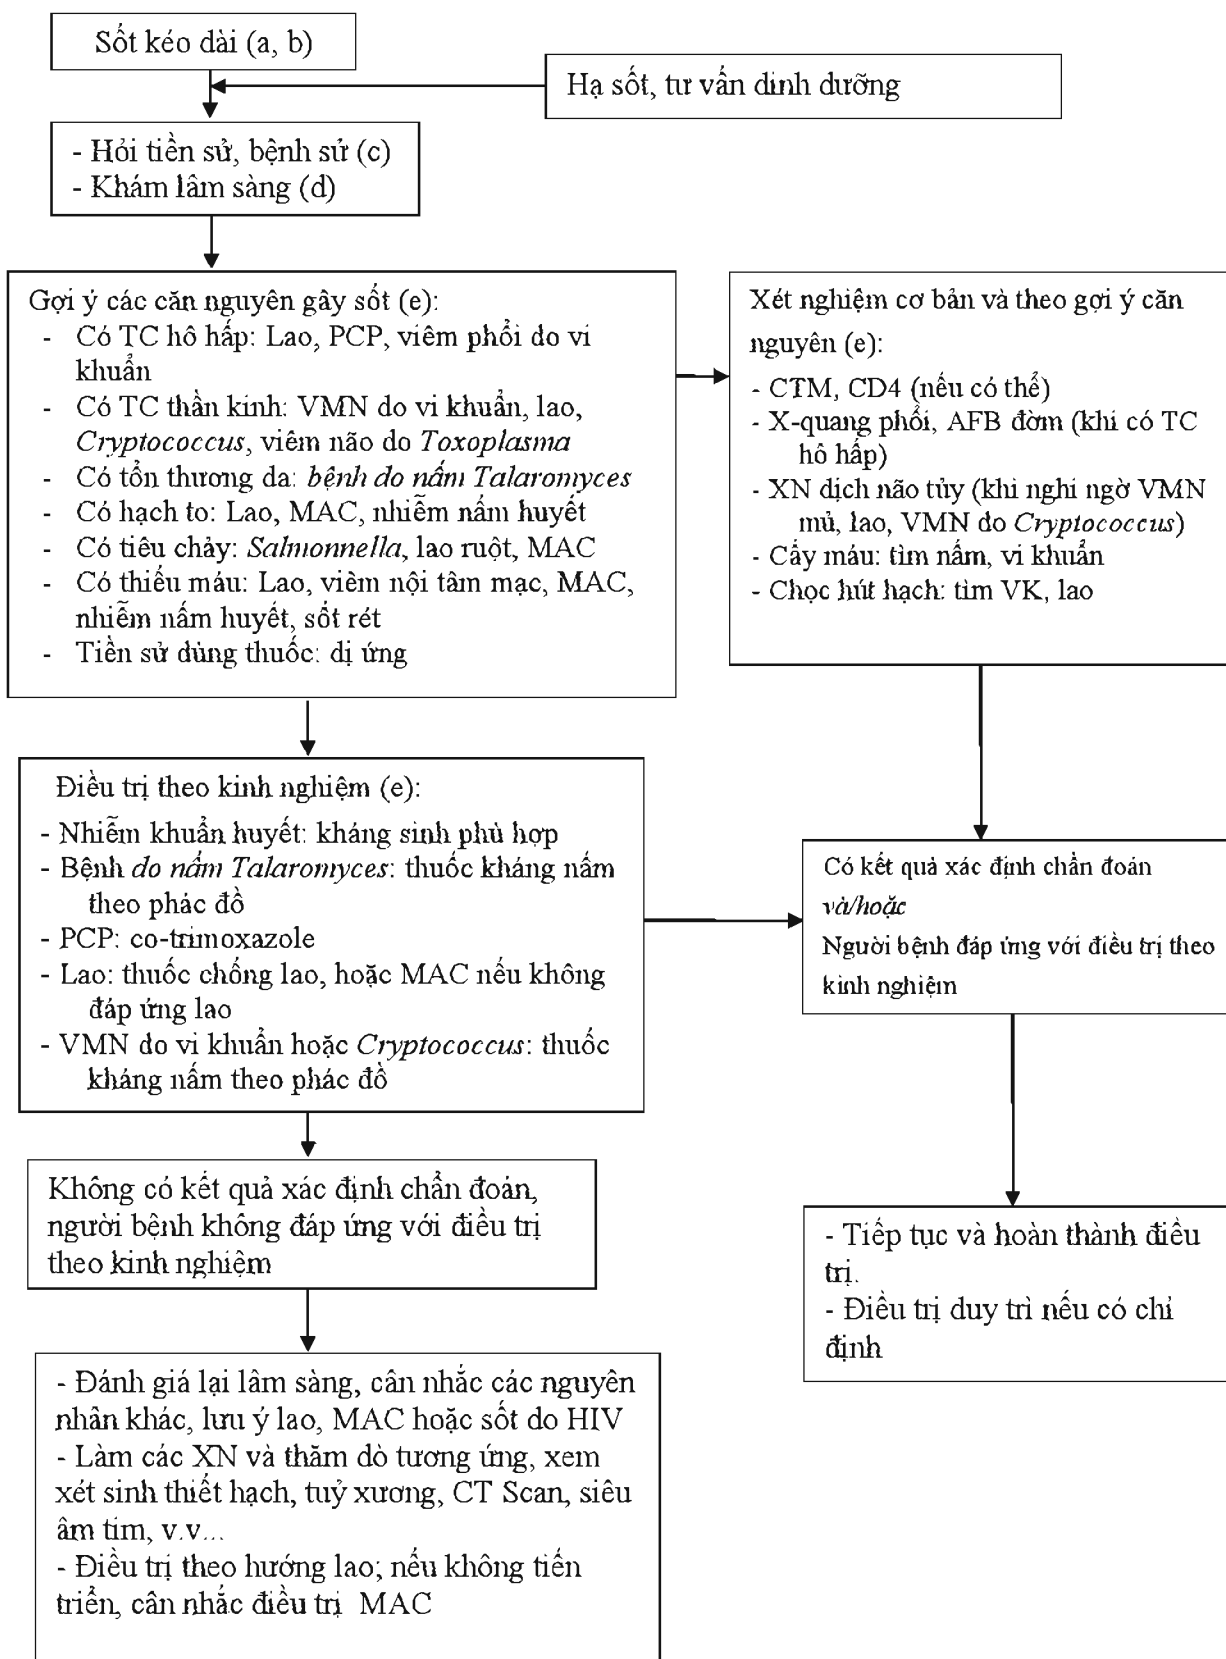 Sốt kéo dài (a, b)
Hạ sốt, tư vấn dinh dưỡng
- Hỏi tiền sử, bệnh sử (c)
- Khám lâm sàng (d)
Gợi ý các căn nguyên gây sốt (e):
- Có TC hô hấp: Lao, PCP, viêm phổi do vi
khuẩn
- Có TC thần kinh: VMN do vi khuẩn, lao,
Cryptococcus, viêm não do Toxoplasma
- Có tổn thương da: bệnh do nấm Talaromyces
- Có hạch to: Lao, MAC, nhiễm nấm huyết
- Có tiêu chảy: Salmonnella, lao ruột, MAC
- Có thiếu máu: Lao, viêm nội tâm mạc, MAC,
nhiễm nấm huyết, sốt rét
- Tiền sử dùng thuốc: dị ứng
Xét nghiệm cơ bản và theo gợi ý căn
nguyên (e):
- CTM, CD4 (nếu có thể)
- X-quang phổi, AFB đờm (khi có TC
hô hấp)
- XN dịch não tủy (khi nghi ngờ VMN
mủ, lao, VMN do Cryptococcus)
- Cấy máu: tìm nấm, vi khuẩn
- Chọc hút hạch: tìm VK, lao
Điều trị theo kinh nghiệm (e):
- Nhiễm khuẩn huyết: kháng sinh phù hợp
- Bệnh do nấm Talaromyces: thuốc kháng nấm
theo phác đồ
- PCP: co-trimoxazole
- Lao: thuốc chống lao, hoặc MAC nếu không
đáp ứng lao
- VMN do vi khuẩn hoặc Cryptococcus: thuốc
kháng nấm theo phác đồ
Có kết quả xác định chẩn đoán
và/hoặc
Người bệnh đáp ứng với điều trị theo
kinh nghiệm
Không có kết quả xác định chẩn đoán,
người bệnh không đáp ứng với điều trị
theo kinh nghiệm
- Tiếp tục và hoàn thành điều
trị.
- Điều trị duy trì nếu có chỉ
định
- Đánh giá lại lâm sàng, cân nhắc các nguyên
nhân khác, lưu ý lao, MAC hoặc sốt do HIV
- Làm các XN và thăm dò tương ứng, xem
xét sinh thiết hạch, tuỷ xương, CT Scan, siêu
âm tim, v.v...
- Điều trị theo hướng lao; nếu không tiến
triển, cân nhắc điều trị MAC